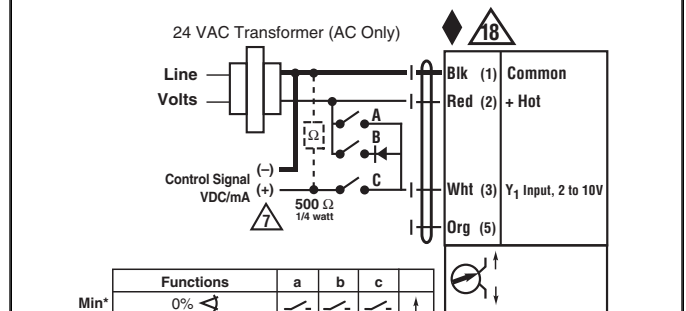 24 VAC Transformer (AC Only)
18
Line
Volts
Blk (1) Common
Red (2) + Hot
A
Ω
B
Control Signal (–)
VDC/mA (+)
C
Wht (3) Y1 Input, 2 to 10V
7
500 Ω
1/4 watt
Org (5)
Functions a b c
Min* 0%